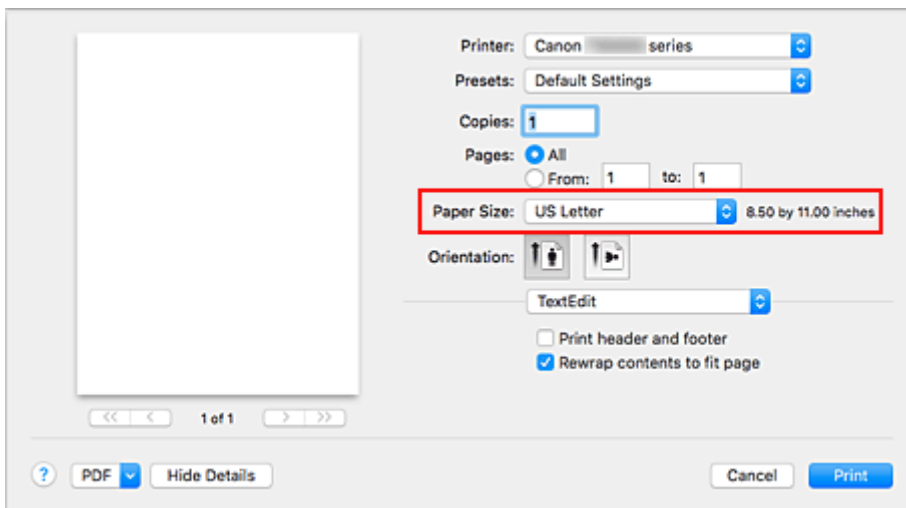 Printer: Canon series
Presets: Default Settings
Copies: 1
Pages: All
From: 1 to: 1
Paper Size: US Letter 8.50 by 11.00 inches
Orientation:
TextEdit
Print header and footer
Rewrap contents to fit page
<< < 1 of 1 > >>
? PDF Hide Details Cancel Print